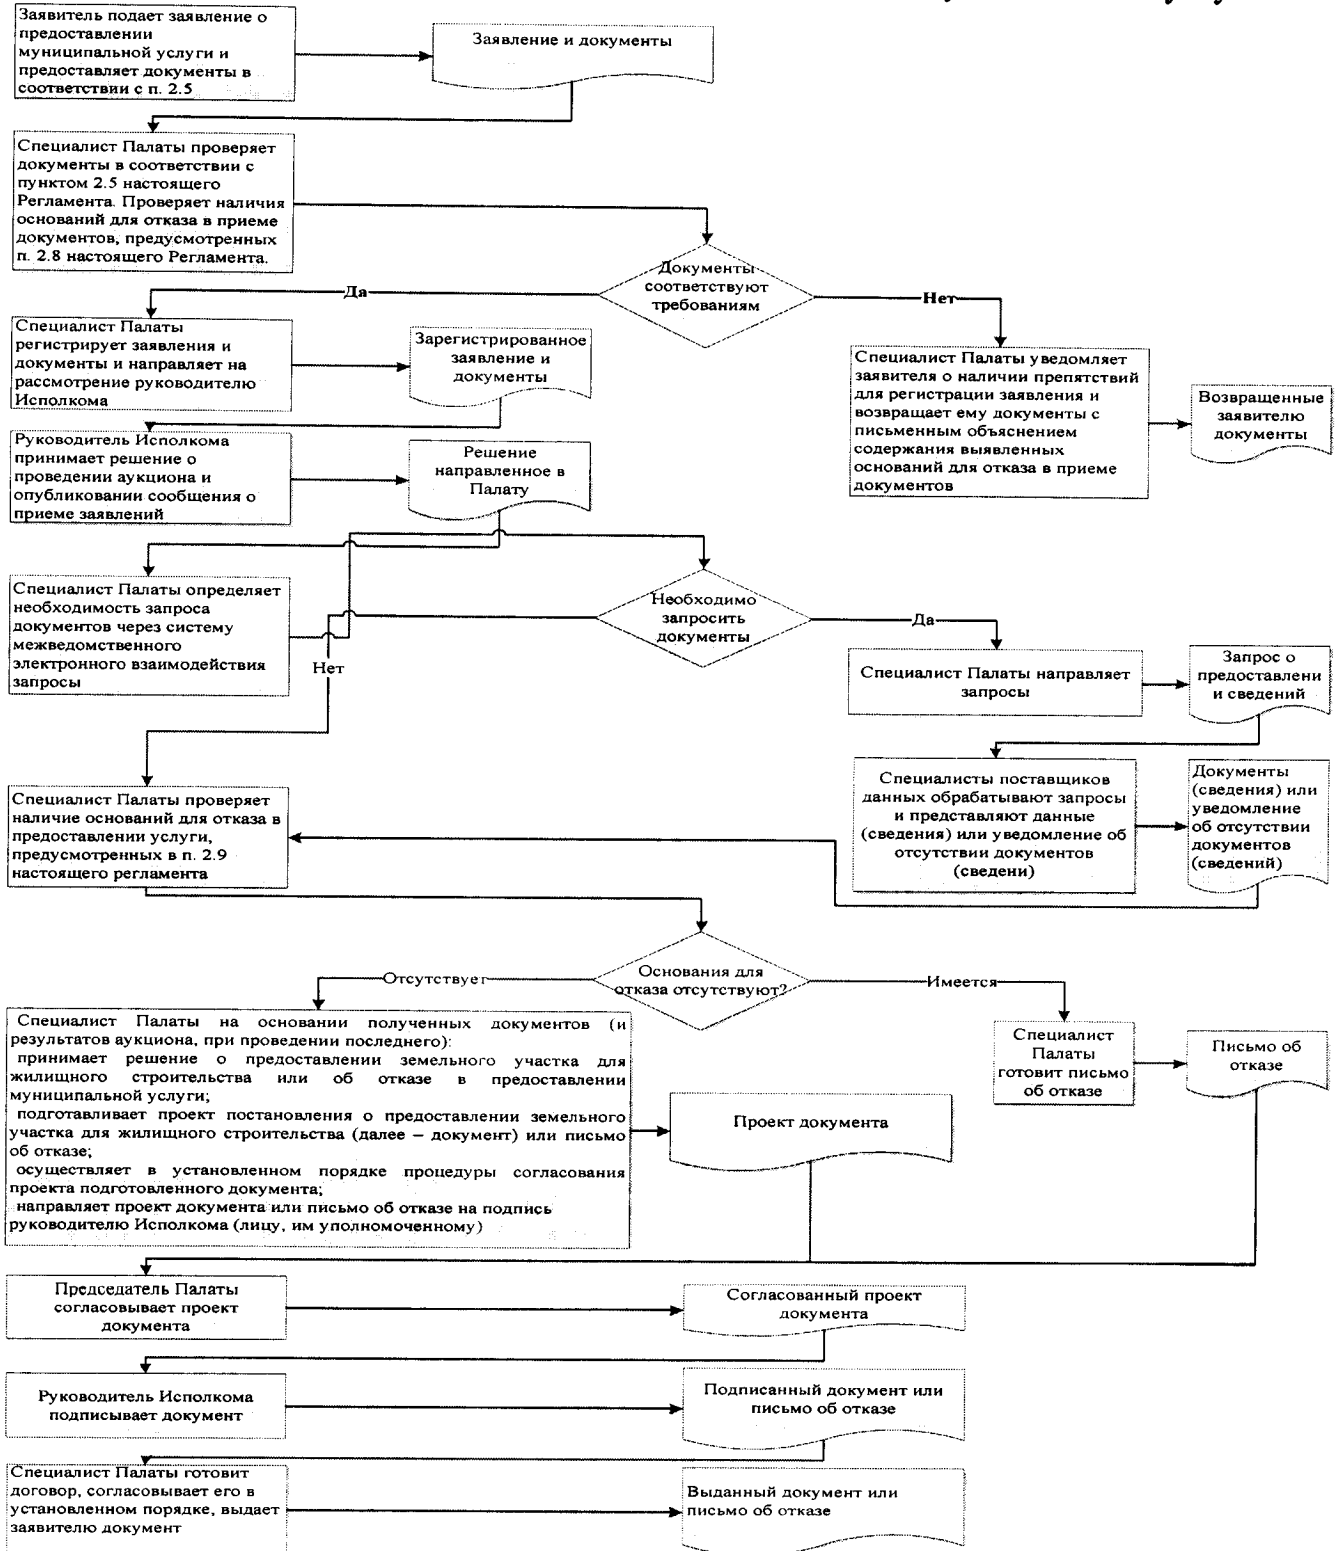 Заявитель подает заявление о
предоставлении
муниципальной услуги и
предоставляет документы в
соответствии с п. 2.5
Заявление и документы
Специалист Палаты проверяет
документы в соответствии с
пунктом 2.5 настоящего
Регламента. Проверяет наличия
оснований для отказа в приеме
документов, предусмотренных
п. 2.8 настоящего Регламента.
Документы
соответствуют
требованиям
Да
Нет
Специалист Палаты
регистрирует заявления и
документы и направляет на
рассмотрение руководителю
Исполкома
Зарегистрированное
заявление и
документы
Специалист Палаты уведомляет
заявителя о наличии препятствий
для регистрации заявления и
возвращает ему документы с
письменным объяснением
содержания выявленных
оснований для отказа в приеме
документов
Возвращенные
заявителю
документы
Руководитель Исполкома
принимает решение о
проведении аукциона и
опубликовании сообщения о
приеме заявлений
Решение
направленное в
Палату
Специалист Палаты определяет
необходимость запроса
документов через систему
межведомственного
электронного взаимодействия
запросы
Необходимо
запросить
документы
Да
Нет
Специалист Палаты направляет
запросы
Запрос о
предоставлени
и сведений
Специалисты поставщиков
данных обрабатывают запросы
и представляют данные
(сведения) или уведомление об
отсутствии документов
(сведени)
Документы
(сведения) или
уведомление
об отсутствии
документов
(сведений)
Специалист Палаты проверяет
наличие оснований для отказа в
предоставлении услуги,
предусмотренных в п. 2.9
настоящего регламента
Основания для
отказа отсутствуют?
Отсутствует
Имеется
Специалист Палаты на основании полученных документов (и
результатов аукциона, при проведении последнего):
принимает решение о предоставлении земельного участка для
жилищного строительства или об отказе в предоставлении
муниципальной услуги;
подготавливает проект постановления о предоставлении земельного
участка для жилищного строительства (далее – документ) или письмо
об отказе;
осуществляет в установленном порядке процедуры согласования
проекта подготовленного документа;
направляет проект документа или письмо об отказе на подпись
руководителю Исполкома (лицу, им уполномоченному)
Проект документа
Специалист
Палаты
готовит письмо
об отказе
Письмо об
отказе
Председатель Палаты
согласовывает проект
документа
Согласованный проект
документа
Руководитель Исполкома
подписывает документ
Подписанный документ или
письмо об отказе
Специалист Палаты готовит
договор, согласовывает его в
установленном порядке, выдает
заявителю документ
Выданный документ или
письмо об отказе